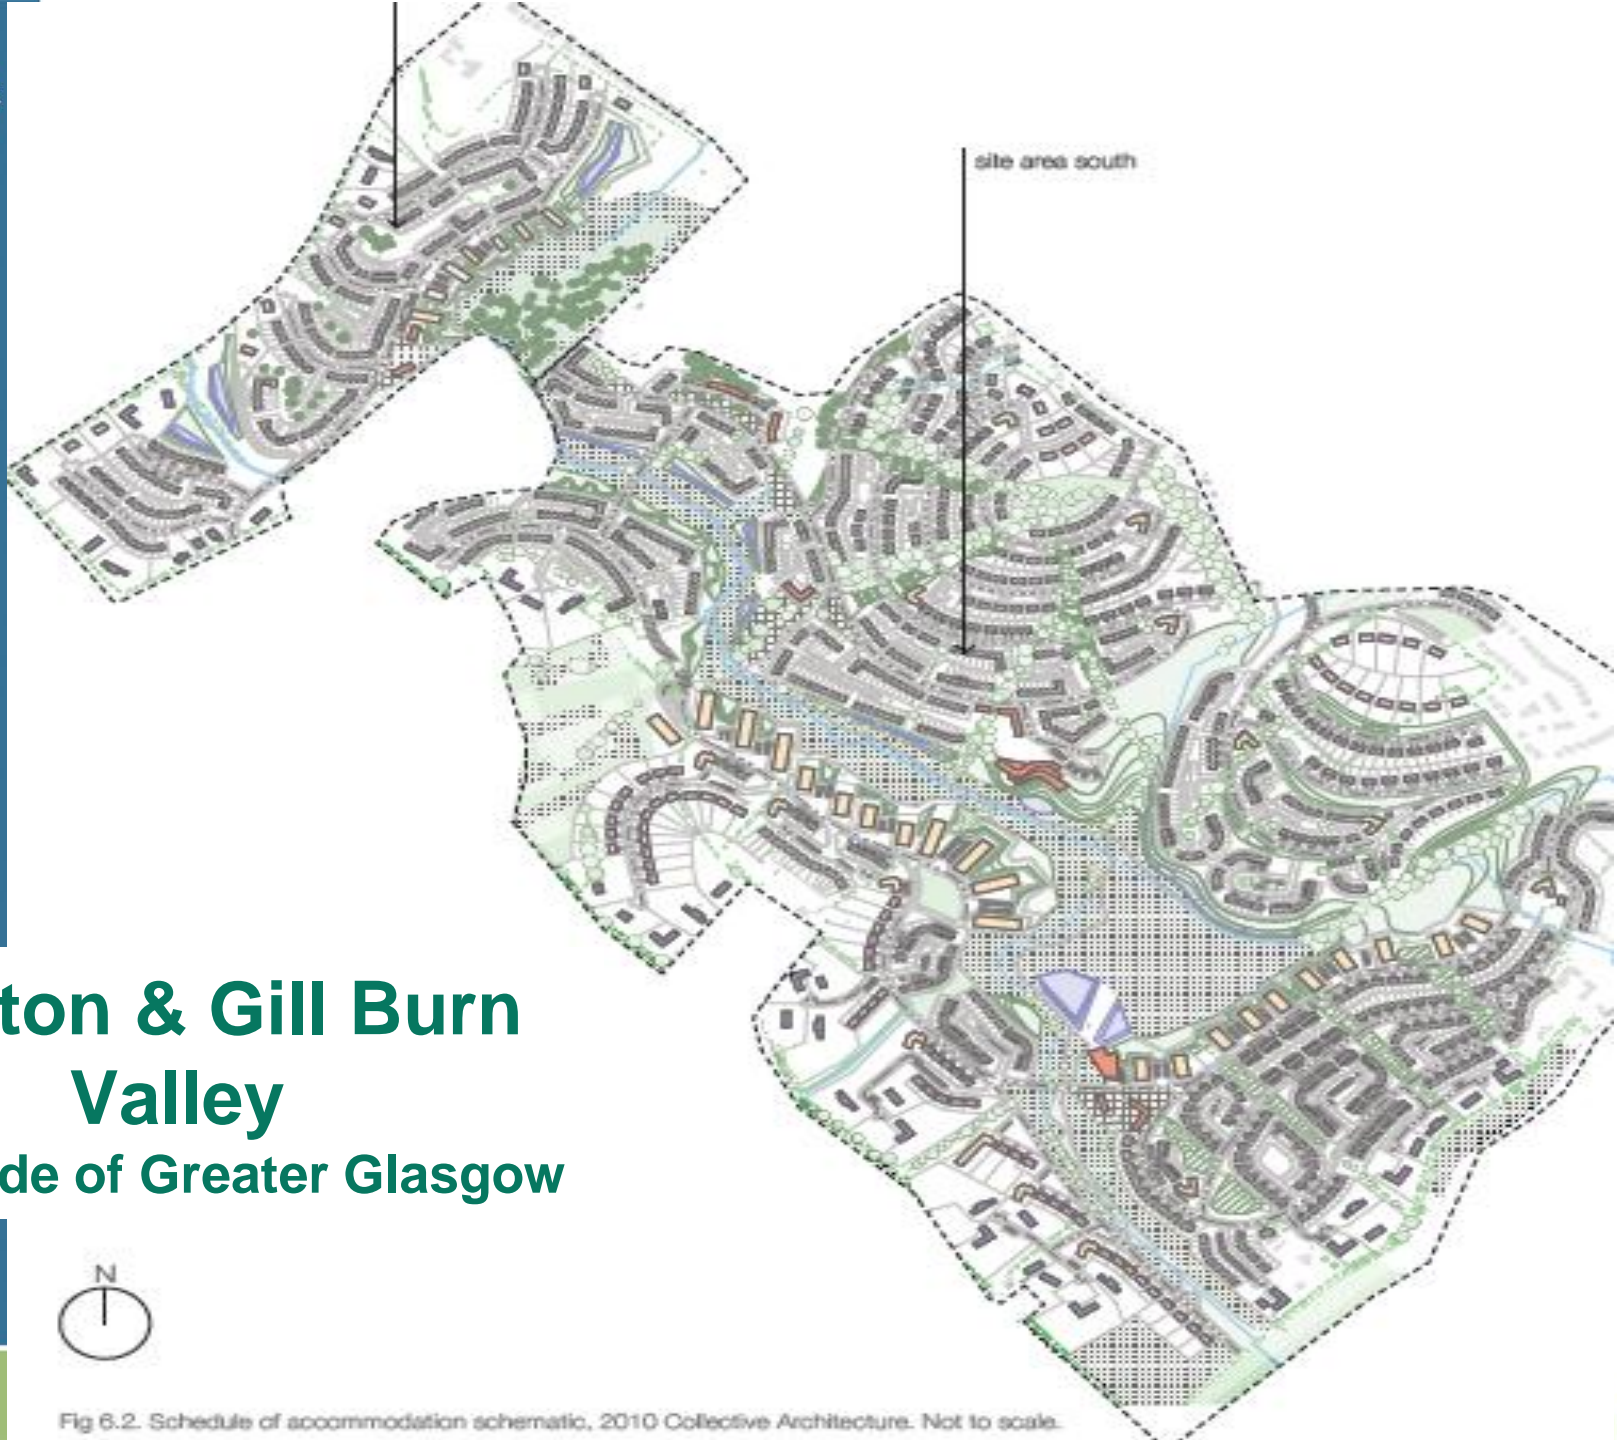 site area south
ton & Gill Burn
Valley
de of Greater Glasgow
N
Fig 6.2. Schedule of accommodation schematic, 2010 Collective Architecture. Not to scale.